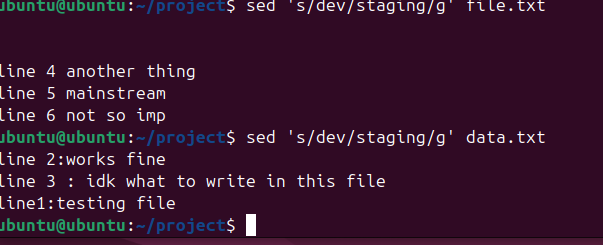 ubuntu@ubuntu:~/project$ sed 's/dev/staging/g' file.txt
line 4 another thing
line 5 mainstream
line 6 not so imp
ubuntu@ubuntu:~/project$ sed 's/dev/staging/g' data.txt
line 2:works fine
line 3 : idk what to write in this file
line1:testing file
ubuntu@ubuntu:~/project$